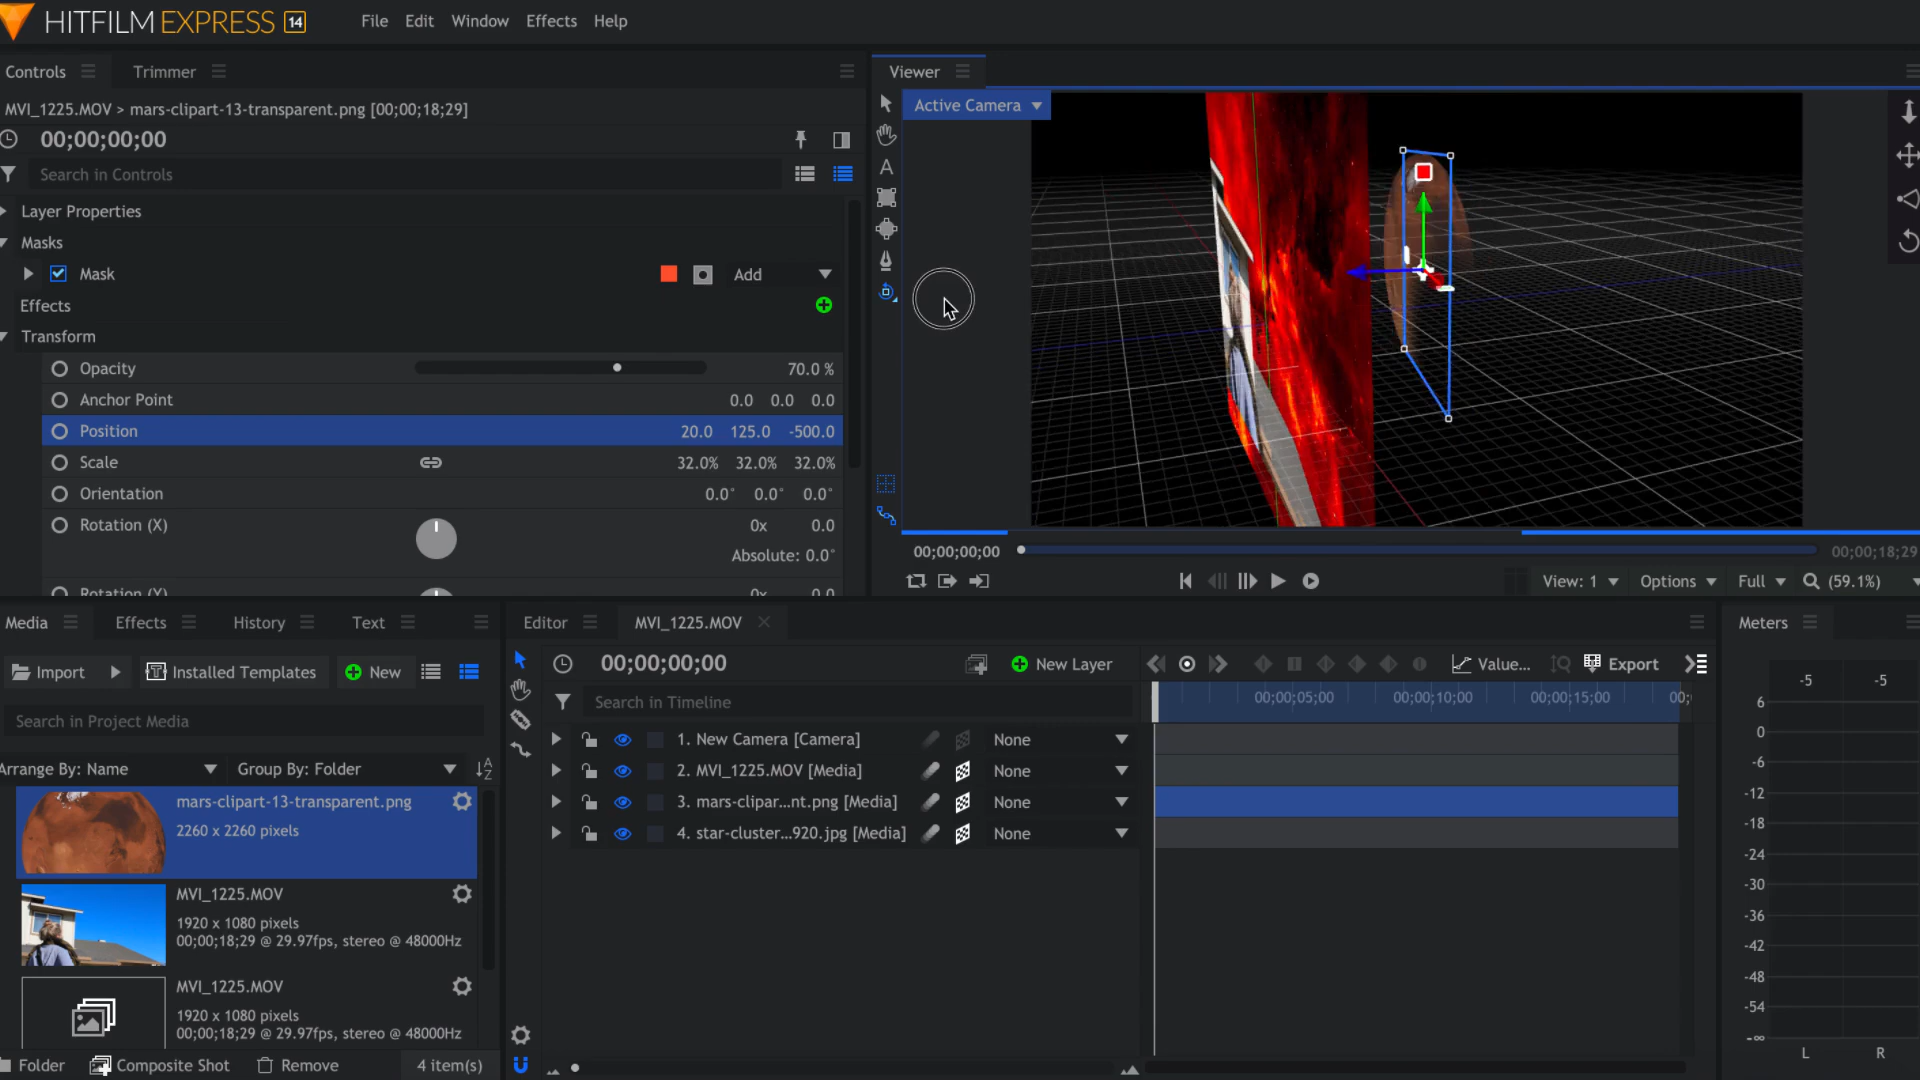 HITFILM EXPRESS 14
File Edit Window Effects Help
Controls Trimmer
Viewer
MVI_1225.MOV > mars-clipart-13-transparent.png [00;00;18;29]
Active Camera
00;00;00;00
Search in Controls
Layer Properties
Masks
Mask Add
Effects
Transform
Opacity 70.0 %
Anchor Point 0.0 0.0 0.0
Position 20.0 125.0 -500.0
Scale 32.0% 32.0% 32.0%
Orientation 0.0° 0.0° 0.0°
Rotation (X) 0x 0.0
Absolute: 0.0°
Rotation (Y) 0x 0.0
00;00;00;00 00;00;18;29
View: 1 Options Full (59.1%)
Media Effects History Text
Import Installed Templates New
Search in Project Media
Arrange By: Name Group By: Folder
mars-clipart-13-transparent.png
2260 x 2260 pixels
MVI_1225.MOV
1920 x 1080 pixels
00;00;18;29 @ 29.97fps, stereo @ 48000Hz
MVI_1225.MOV
1920 x 1080 pixels
00;00;18;29 @ 29.97fps, stereo @ 48000Hz
Folder Composite Shot Remove 4 item(s)
Editor MVI_1225.MOV
00;00;00;00 New Layer Value... Export
Search in Timeline
00;00;05;00 00;00;10;00 00;00;15;00
1. New Camera [Camera] None
2. MVI_1225.MOV [Media] None
3. mars-clipar...nt.png [Media] None
4. star-cluster...920.jpg [Media] None
Meters
-5 -5
6
0
-6
-12
-18
-24
-30
-36
-42
-48
-54
-∞
L R